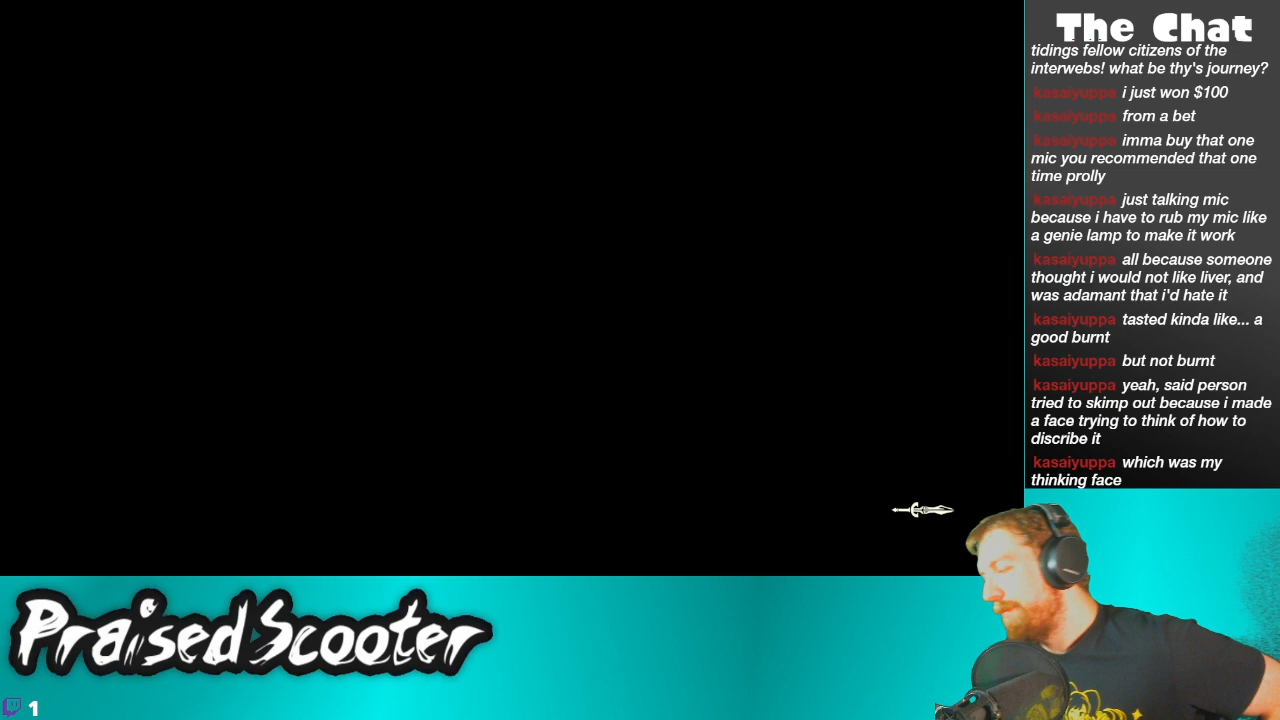 The Chat
tidings fellow citizens of the
interwebs! what be thy's journey?
kasaiyuppa i just won $100
kasaiyuppa from a bet
kasaiyuppa imma buy that one
mic you recommended that one
time prolly
kasaiyuppa just talking mic
because i have to rub my mic like
a genie lamp to make it work
kasaiyuppa all because someone
thought i would not like liver, and
was adamant that i'd hate it
kasaiyuppa tasted kinda like... a
good burnt
kasaiyuppa but not burnt
kasaiyuppa yeah, said person
tried to skimp out because i made
a face trying to think of how to
discribe it
kasaiyuppa which was my
thinking face
PraisedScooter
1